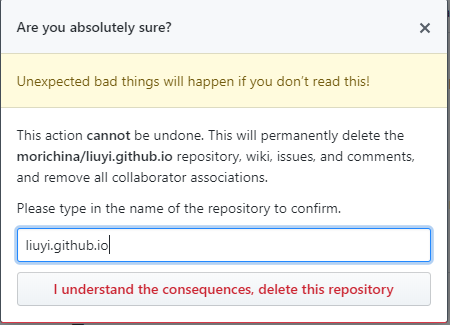 Are you absolutely sure?
Unexpected bad things will happen if you don’t read this!
This action cannot be undone. This will permanently delete the
morichina/liuyi.github.io repository, wiki, issues, and comments,
and remove all collaborator associations.
Please type in the name of the repository to confirm.
liuyi.github.io
I understand the consequences, delete this repository